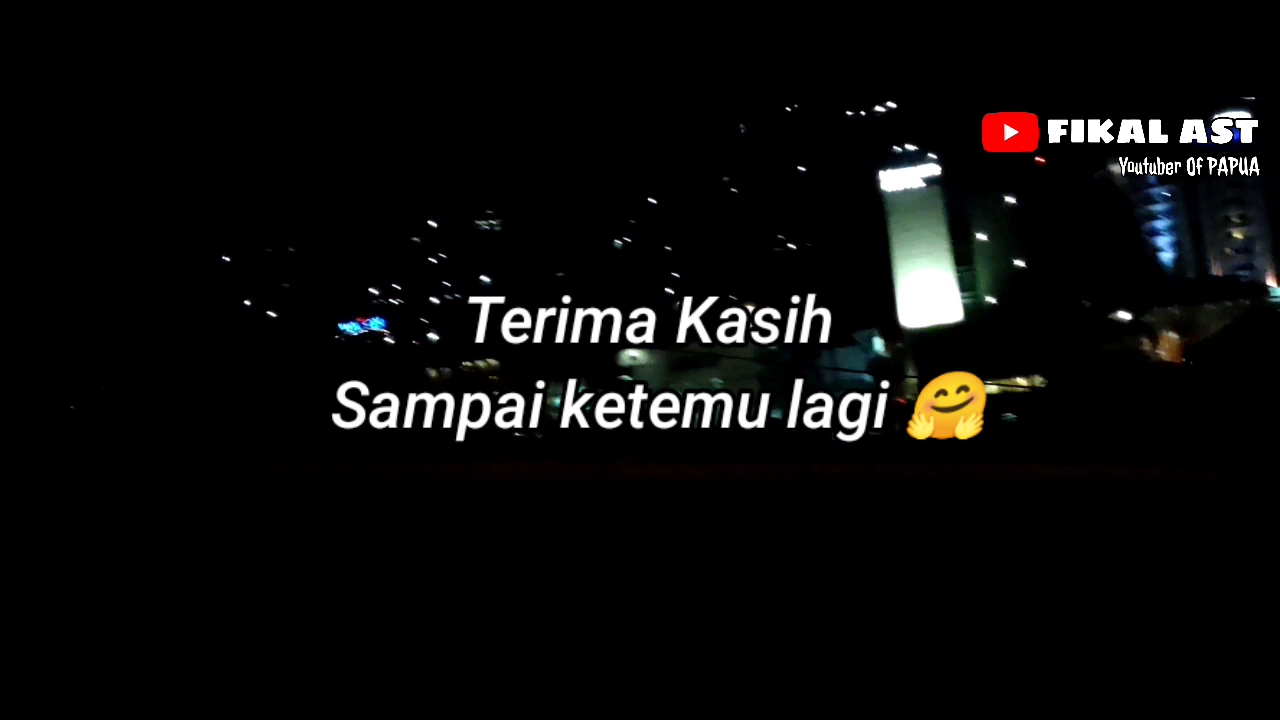 FIKAL AST
Youtuber Of PAPUA
Terima Kasih
Sampai ketemu lagi 🤗